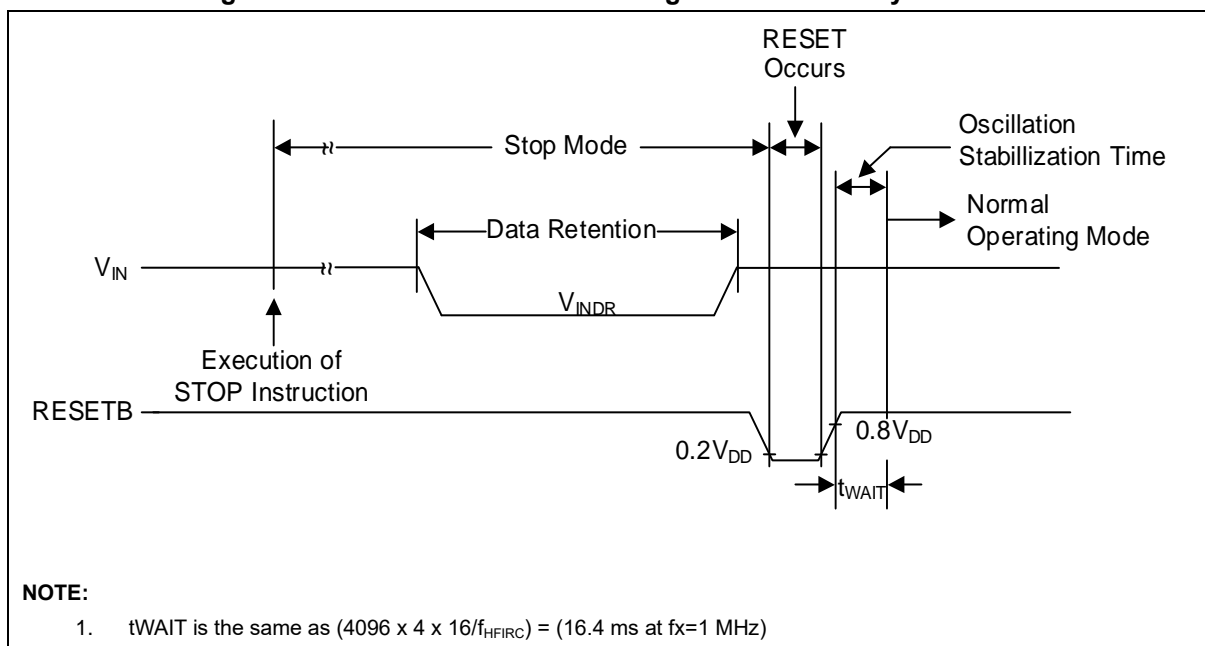 RESET
Occurs
Stop Mode
Oscillation
Stabillization Time
Normal
Operating Mode
Data Retention
V_IN
V_INDR
Execution of
STOP Instruction
RESETB
0.2V_DD
0.8V_DD
t_WAIT
NOTE:
1. tWAIT is the same as (4096 x 4 x 16/f_HFIRC) = (16.4 ms at fx=1 MHz)